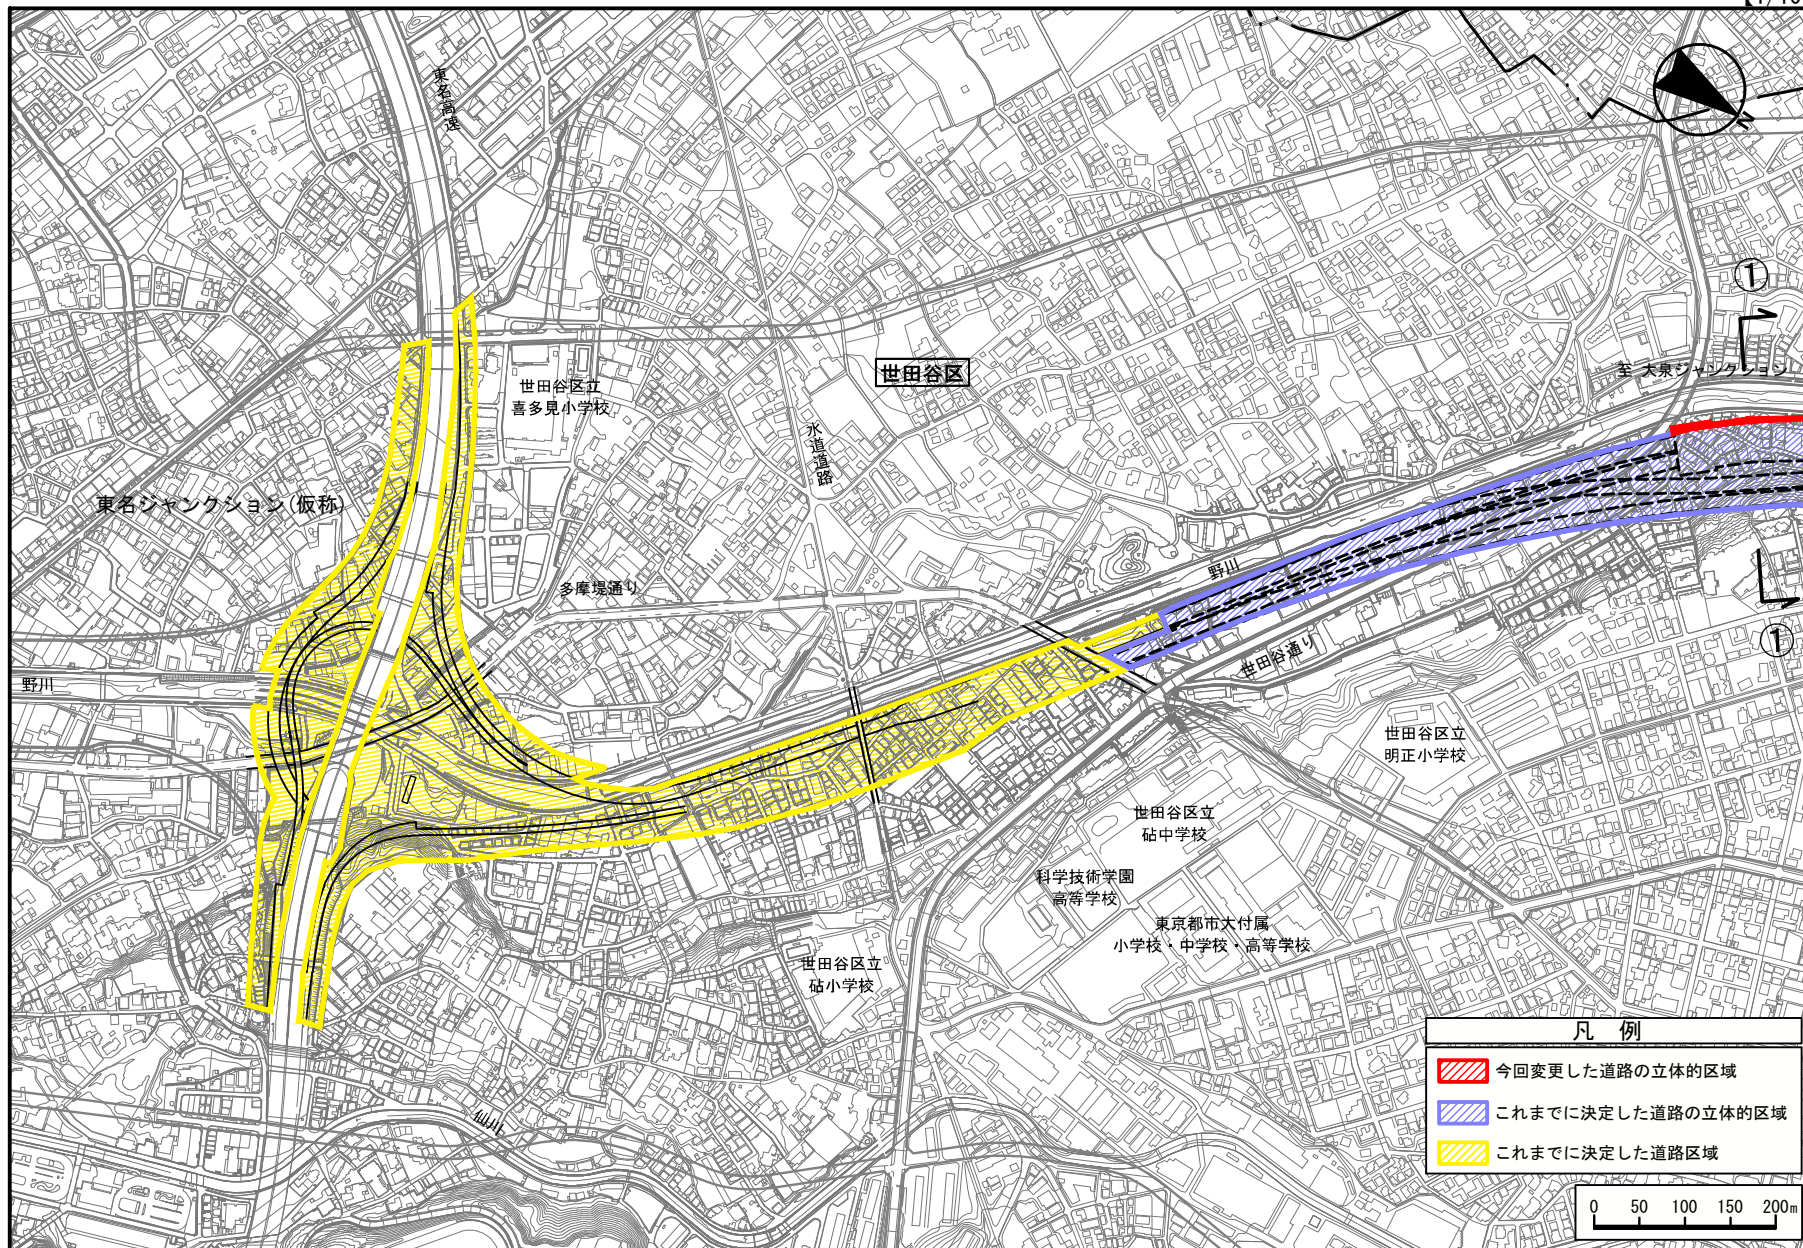 東名高速
N
①
世田谷区立
喜多見小学校
世田谷区
至 大泉ジャンクション
水道道路
東名ジャンクション(仮称)
多摩堤通り
野川
①
世田谷通り
野川
世田谷区立
明正小学校
世田谷区立
砧中学校
科学技術学園
高等学校
東京都市大付属
小学校・中学校・高等学校
世田谷区立
砧小学校
仙川
凡 例
今回変更した道路の立体的区域
これまでに決定した道路の立体的区域
これまでに決定した道路区域
0 50 100 150 200m